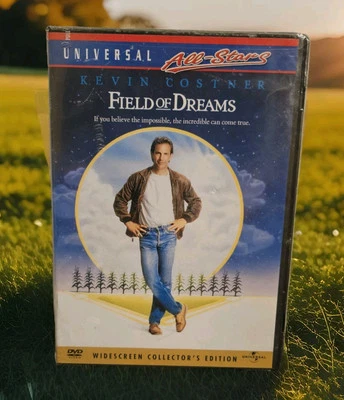 UNIVERSAL All-Stars
KEVIN COSTNER
FIELD OF DREAMS
If you believe the impossible, the incredible can come true.
DVD
WIDESCREEN COLLECTOR'S EDITION
UNIVERSAL